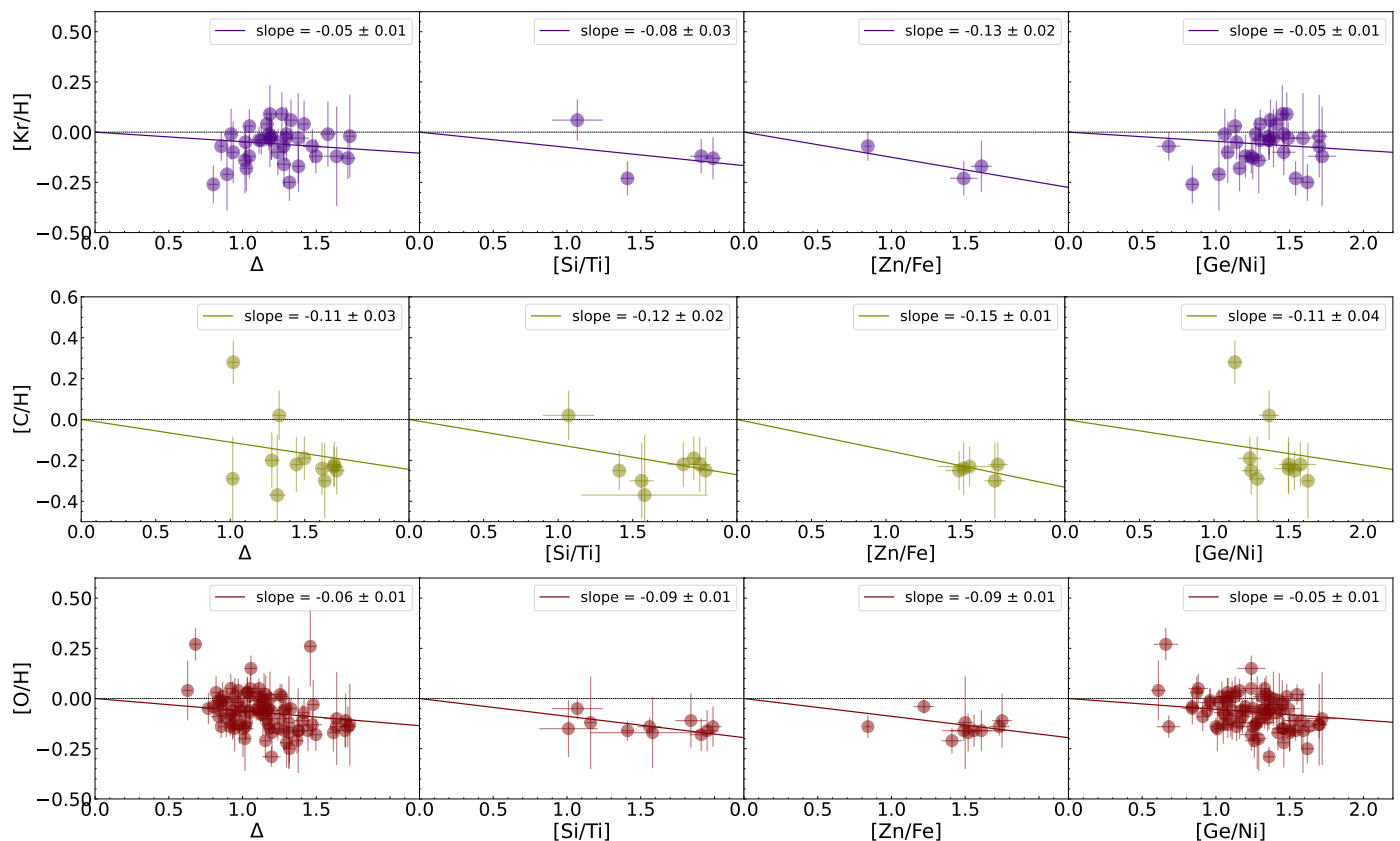 slope = -0.05 ± 0.01 slope = -0.08 ± 0.03 slope = -0.13 ± 0.02 slope = -0.05 ± 0.01
0.50
0.25
[Kr/H]
0.00
−0.25
−0.50
0.0 0.5 1.0 1.5 0.0 1.0 1.5 0.0 0.5 1.0 1.5 0.0 0.5 1.0 1.5 2.0
Δ [Si/Ti] [Zn/Fe] [Ge/Ni]
0.6
slope = -0.11 ± 0.03 slope = -0.12 ± 0.02 slope = -0.15 ± 0.01 slope = -0.11 ± 0.04
0.4
0.2
[C/H]
0.0
−0.2
−0.4
0.0 0.5 1.0 1.5 0.0 1.0 1.5 0.0 0.5 1.0 1.5 0.0 0.5 1.0 1.5 2.0
Δ [Si/Ti] [Zn/Fe] [Ge/Ni]
slope = -0.06 ± 0.01 slope = -0.09 ± 0.01 slope = -0.09 ± 0.01 slope = -0.05 ± 0.01
0.50
0.25
[O/H]
0.00
−0.25
−0.50
0.0 0.5 1.0 1.5 0.0 1.0 1.5 0.0 0.5 1.0 1.5 0.0 0.5 1.0 1.5 2.0
Δ [Si/Ti] [Zn/Fe] [Ge/Ni]